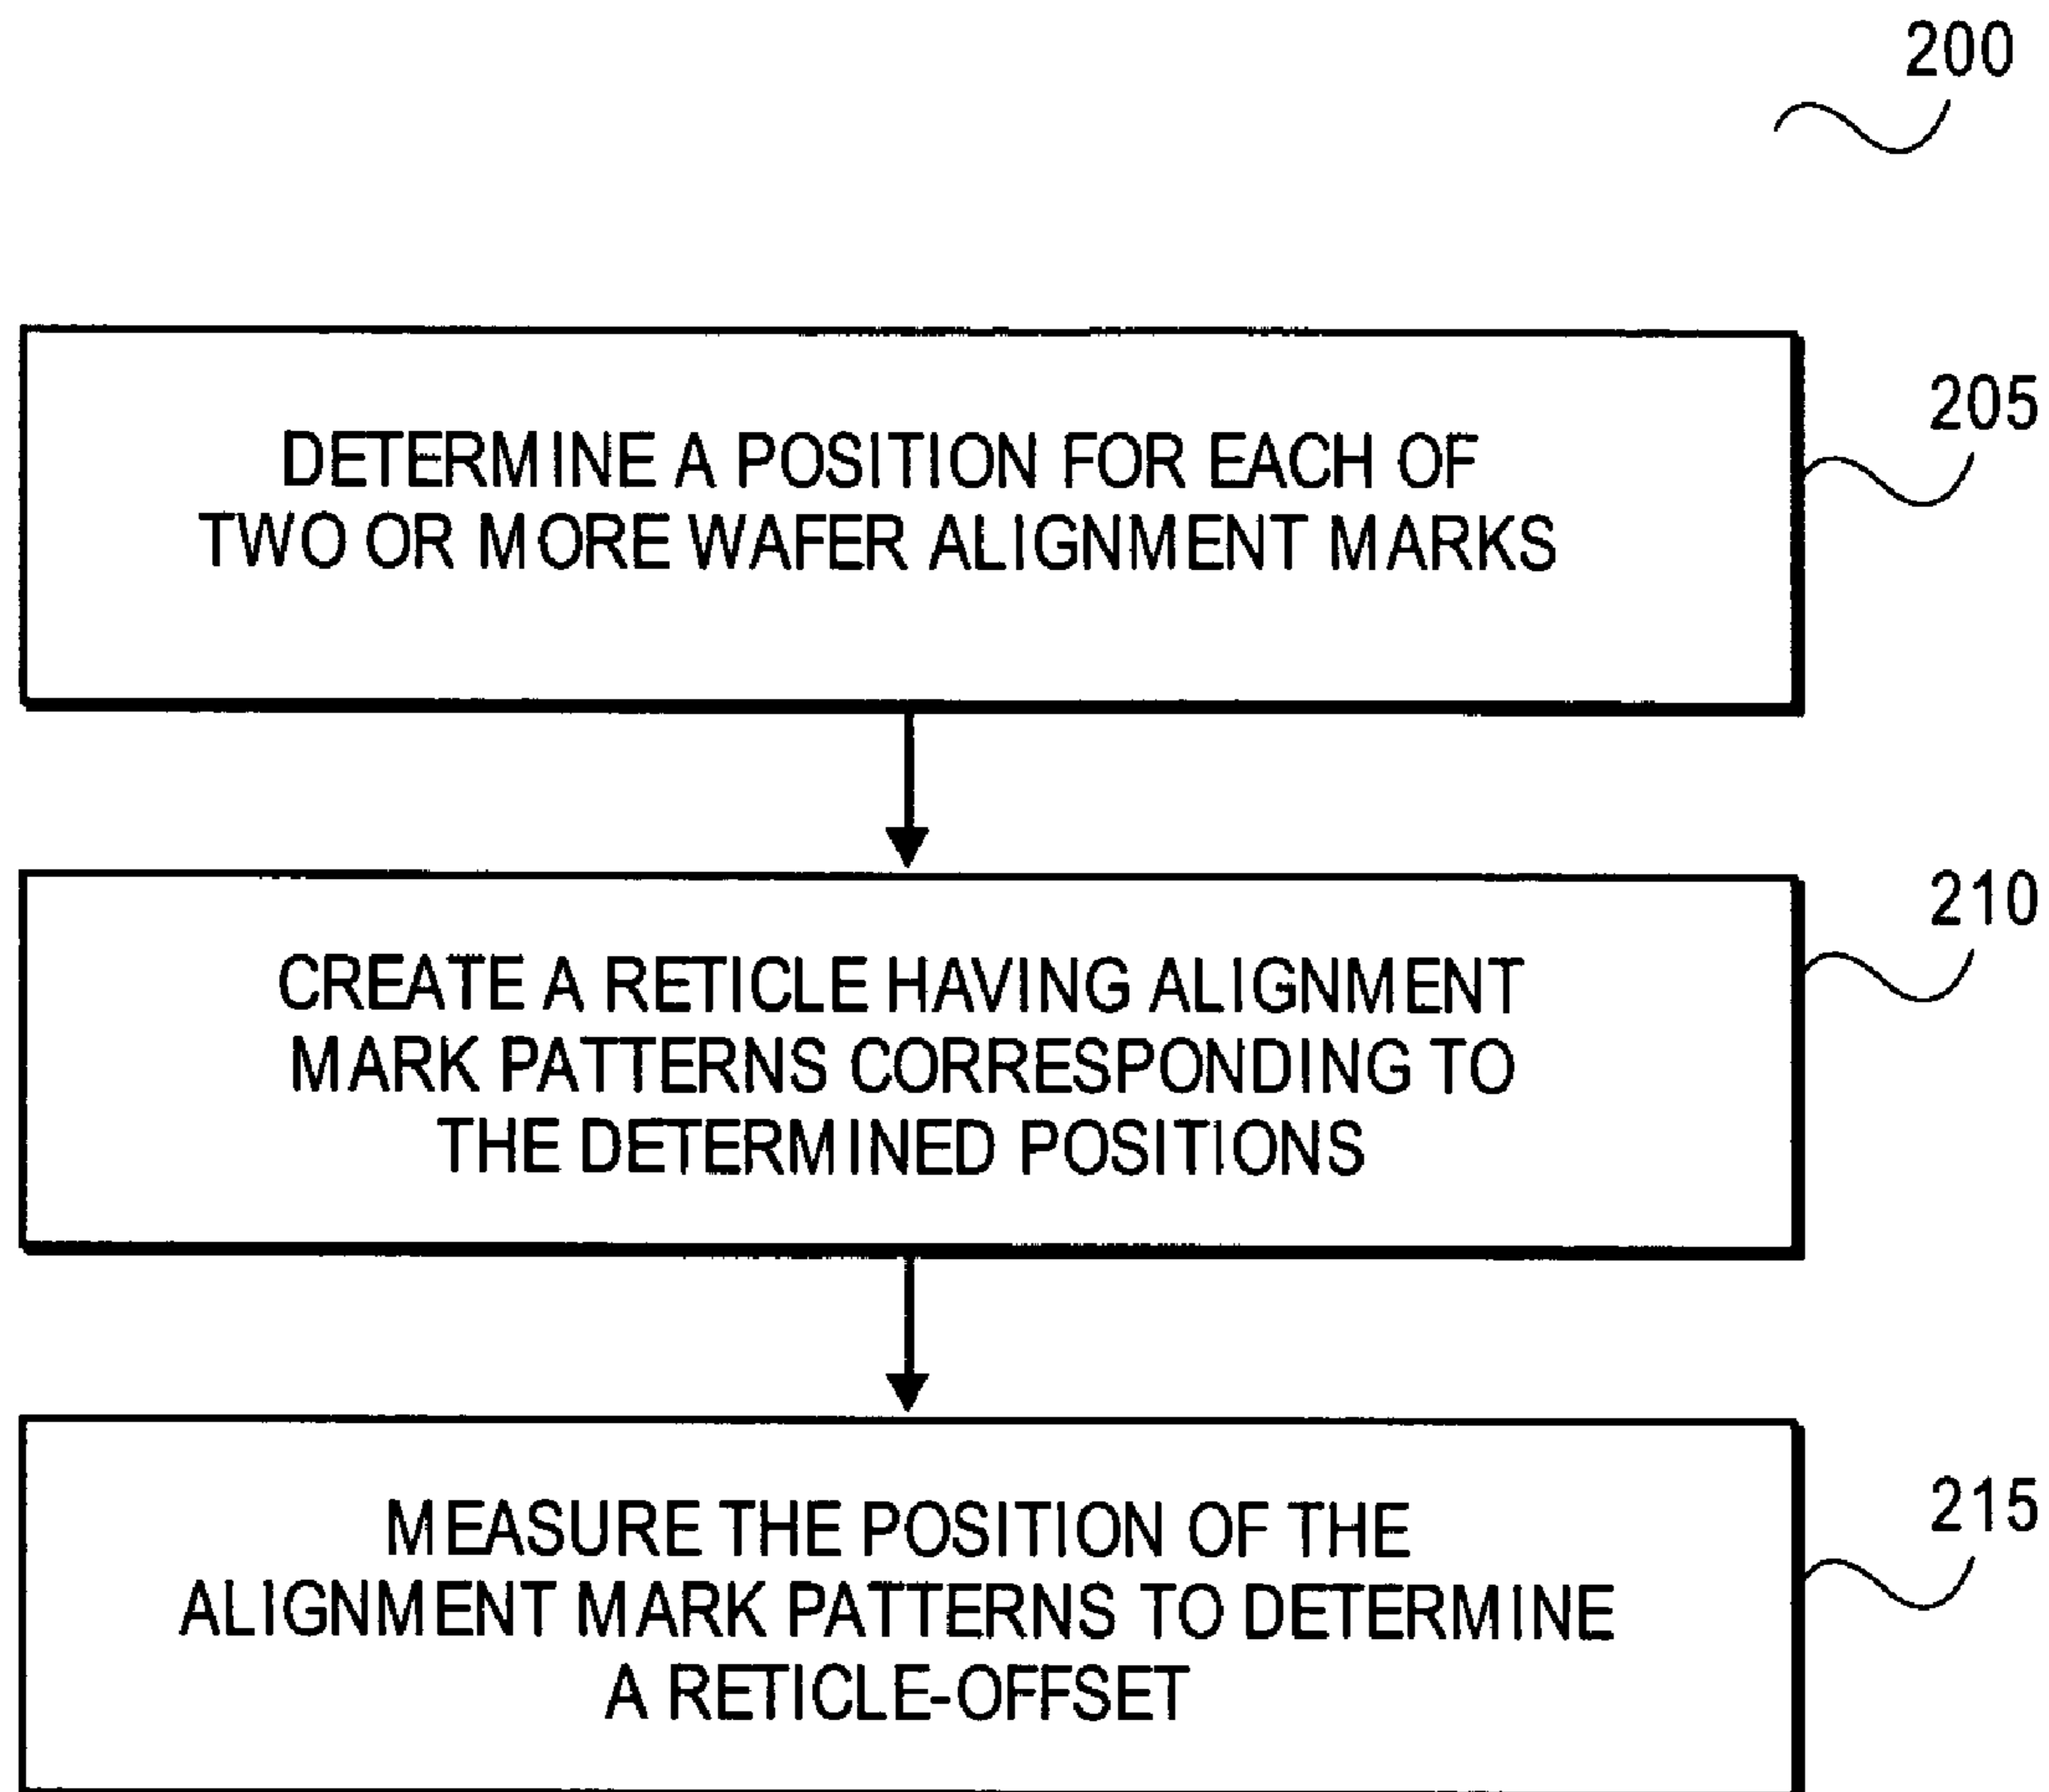 200
DETERMINE A POSITION FOR EACH OF
TWO OR MORE WAFER ALIGNMENT MARKS
205
CREATE A RETICLE HAVING ALIGNMENT
MARK PATTERNS CORRESPONDING TO
THE DETERMINED POSITIONS
210
MEASURE THE POSITION OF THE
ALIGNMENT MARK PATTERNS TO DETERMINE
A RETICLE-OFFSET
215